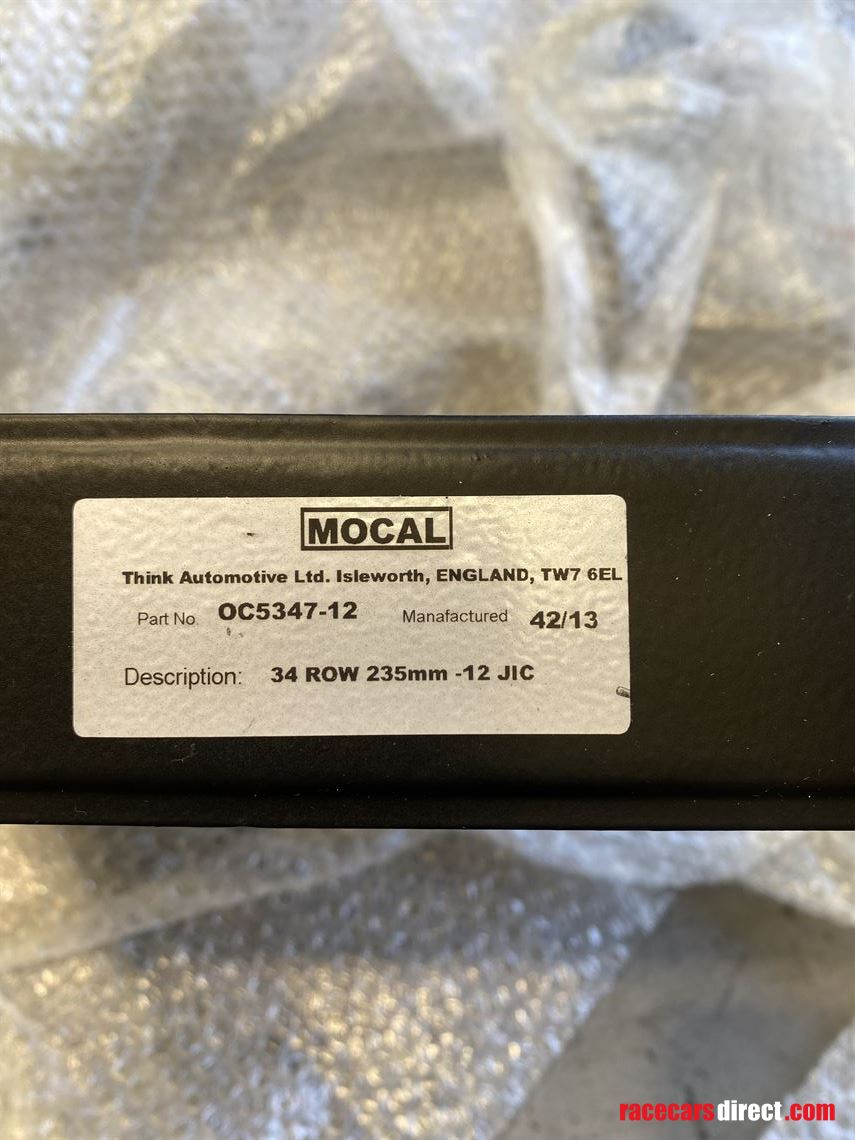 MOCAL
Think Automotive Ltd. Isleworth, ENGLAND, TW7 6EL
Part No OC5347-12 Manafactured 42/13
Description: 34 ROW 235mm -12 JIC
racecarsdirect.com